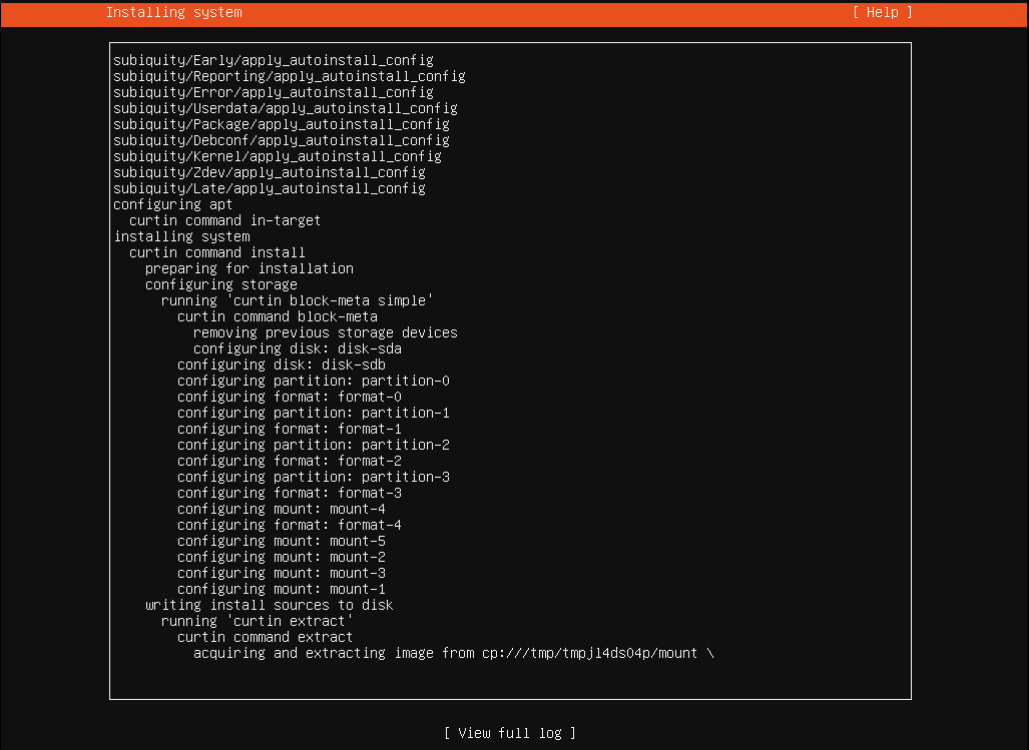 Installing system
[ Help ]
subiquity/Early/apply_autoinstall_config
subiquity/Reporting/apply_autoinstall_config
subiquity/Error/apply_autoinstall_config
subiquity/Userdata/apply_autoinstall_config
subiquity/Package/apply_autoinstall_config
subiquity/Debconf/apply_autoinstall_config
subiquity/Kernel/apply_autoinstall_config
subiquity/Zdev/apply_autoinstall_config
subiquity/Late/apply_autoinstall_config
configuring apt
curtin command in-target
installing system
curtin command install
preparing for installation
configuring storage
running 'curtin block-meta simple'
curtin command block-meta
removing previous storage devices
configuring disk: disk-sda
configuring disk: disk-sdb
configuring partition: partition-0
configuring format: format-0
configuring partition: partition-1
configuring format: format-1
configuring partition: partition-2
configuring format: format-2
configuring partition: partition-3
configuring format: format-3
configuring mount: mount-4
configuring format: format-4
configuring mount: mount-5
configuring mount: mount-2
configuring mount: mount-3
configuring mount: mount-1
writing install sources to disk
running 'curtin extract'
curtin command extract
acquiring and extracting image from cp:///tmp/tmpjl4ds04p/mount \
[ View full log ]